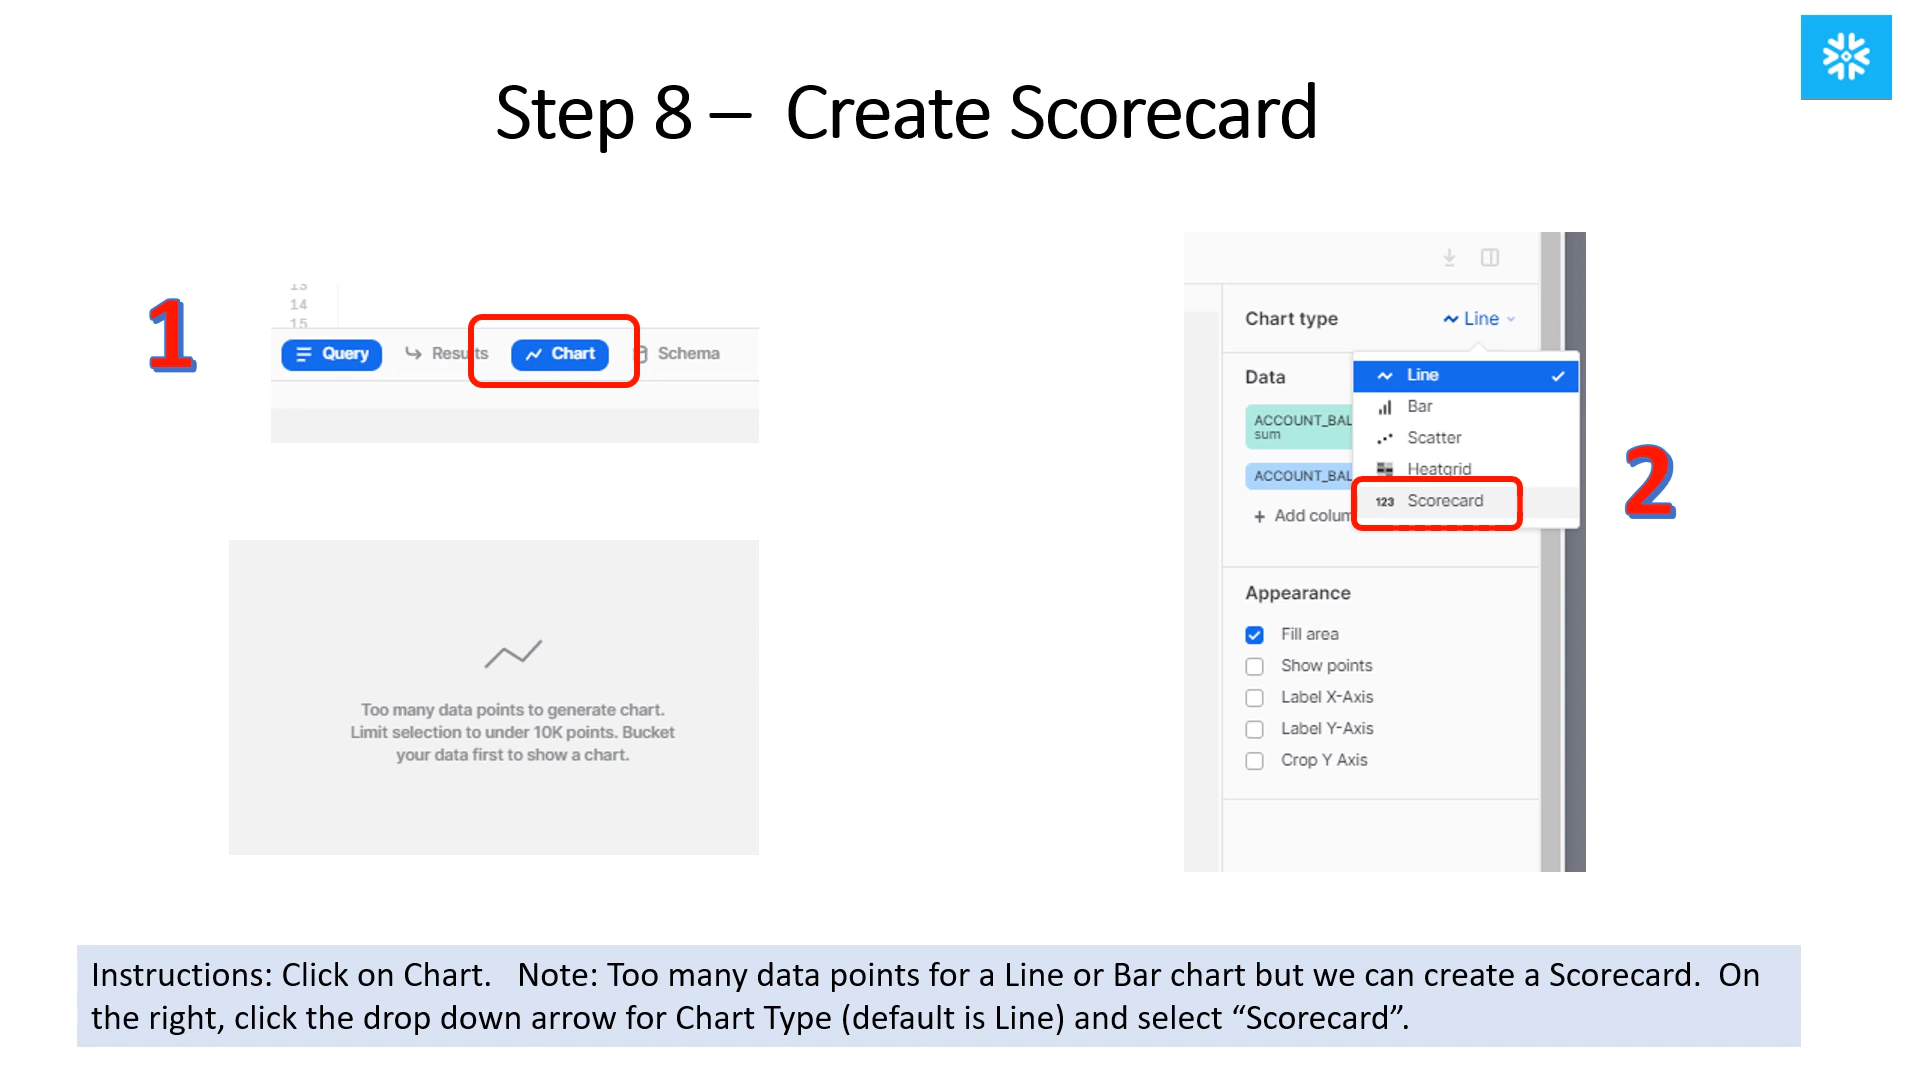 Step 8 – Create Scorecard
1
13
14
15
Query Results Chart Schema
Too many data points to generate chart.
Limit selection to under 10K points. Bucket
your data first to show a chart.
Chart type Line
Data
Line
Bar
Scatter
Heatgrid
123 Scorecard
ACCOUNT_BAL
sum
ACCOUNT_BAL
+ Add colum
2
Appearance
Fill area
Show points
Label X-Axis
Label Y-Axis
Crop Y Axis
Instructions: Click on Chart. Note: Too many data points for a Line or Bar chart but we can create a Scorecard. On
the right, click the drop down arrow for Chart Type (default is Line) and select “Scorecard”.